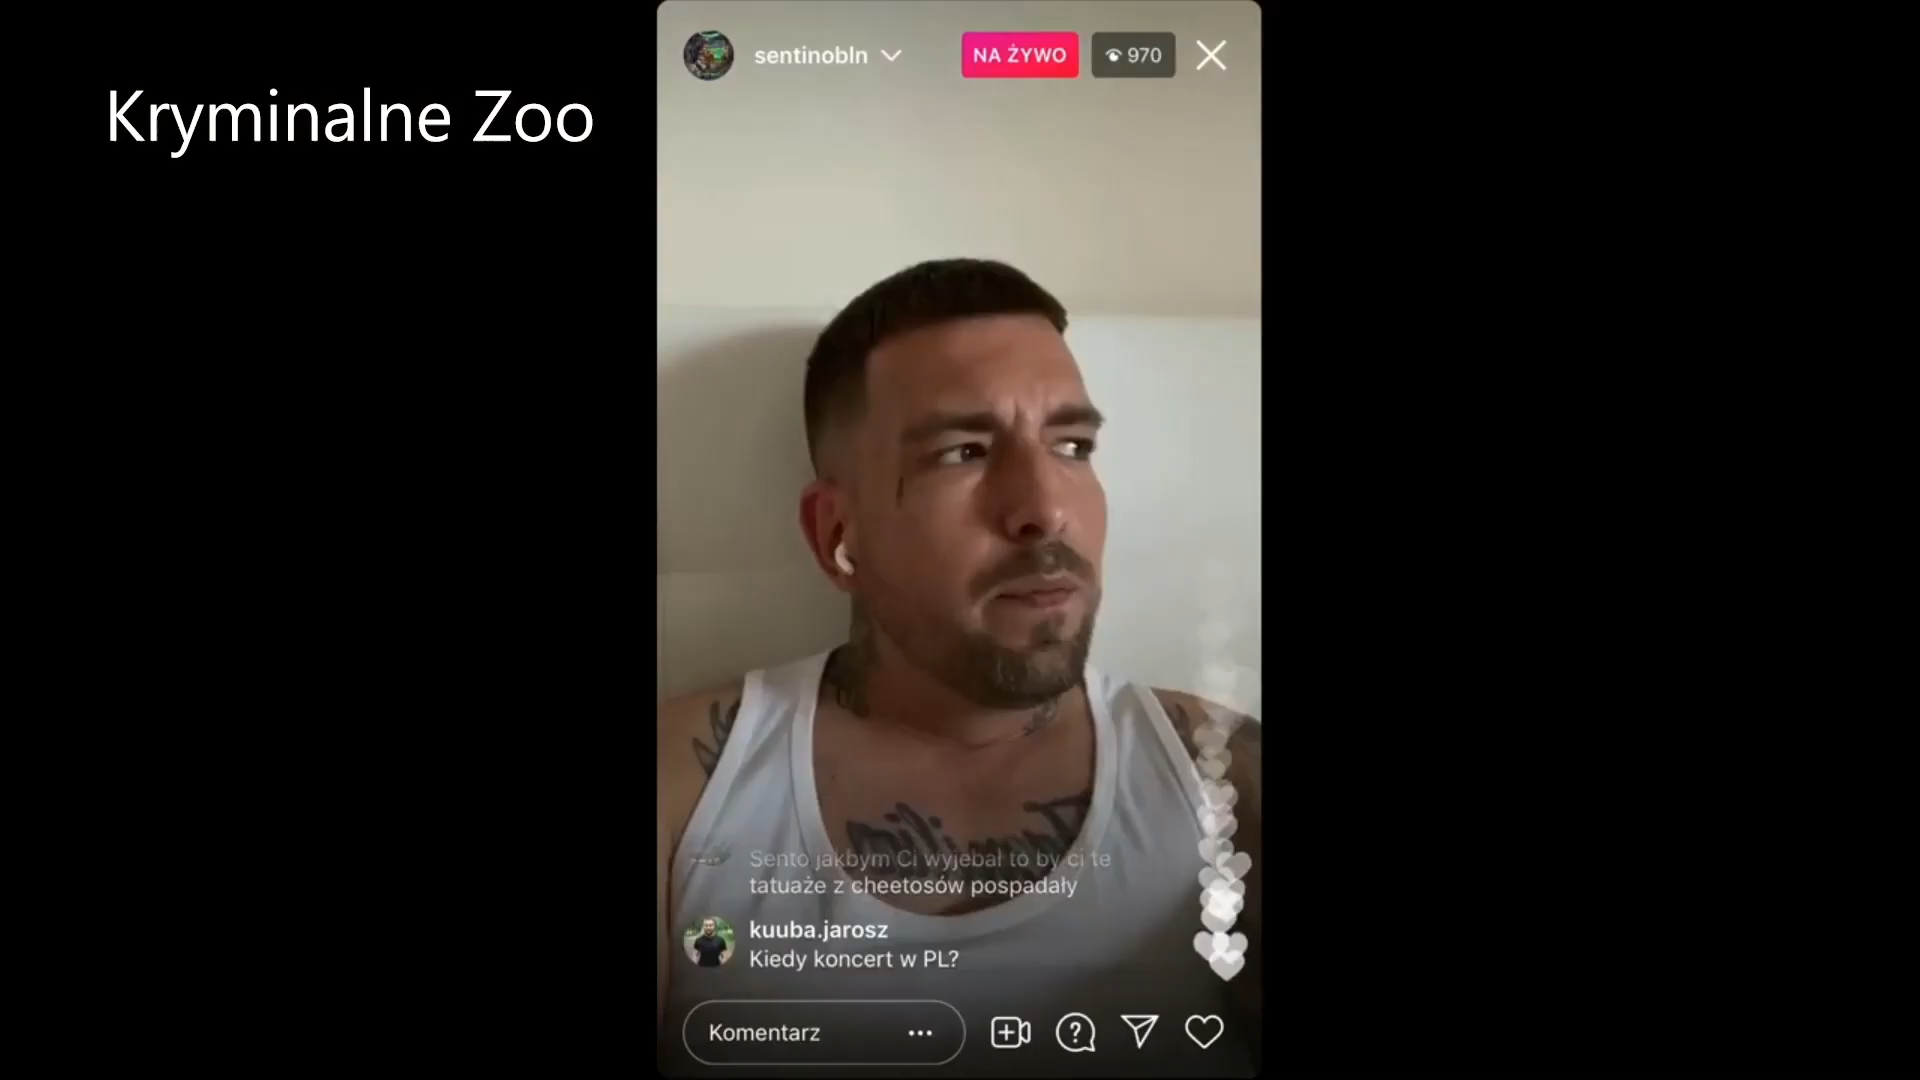 Kryminalne Zoo
sentinobln
NA ŻYWO
970
Sento jakbym Ci wyjebał to by ci te
tatuaże z cheetosów pospadały
kuuba.jarosz
Kiedy koncert w PL?
Komentarz